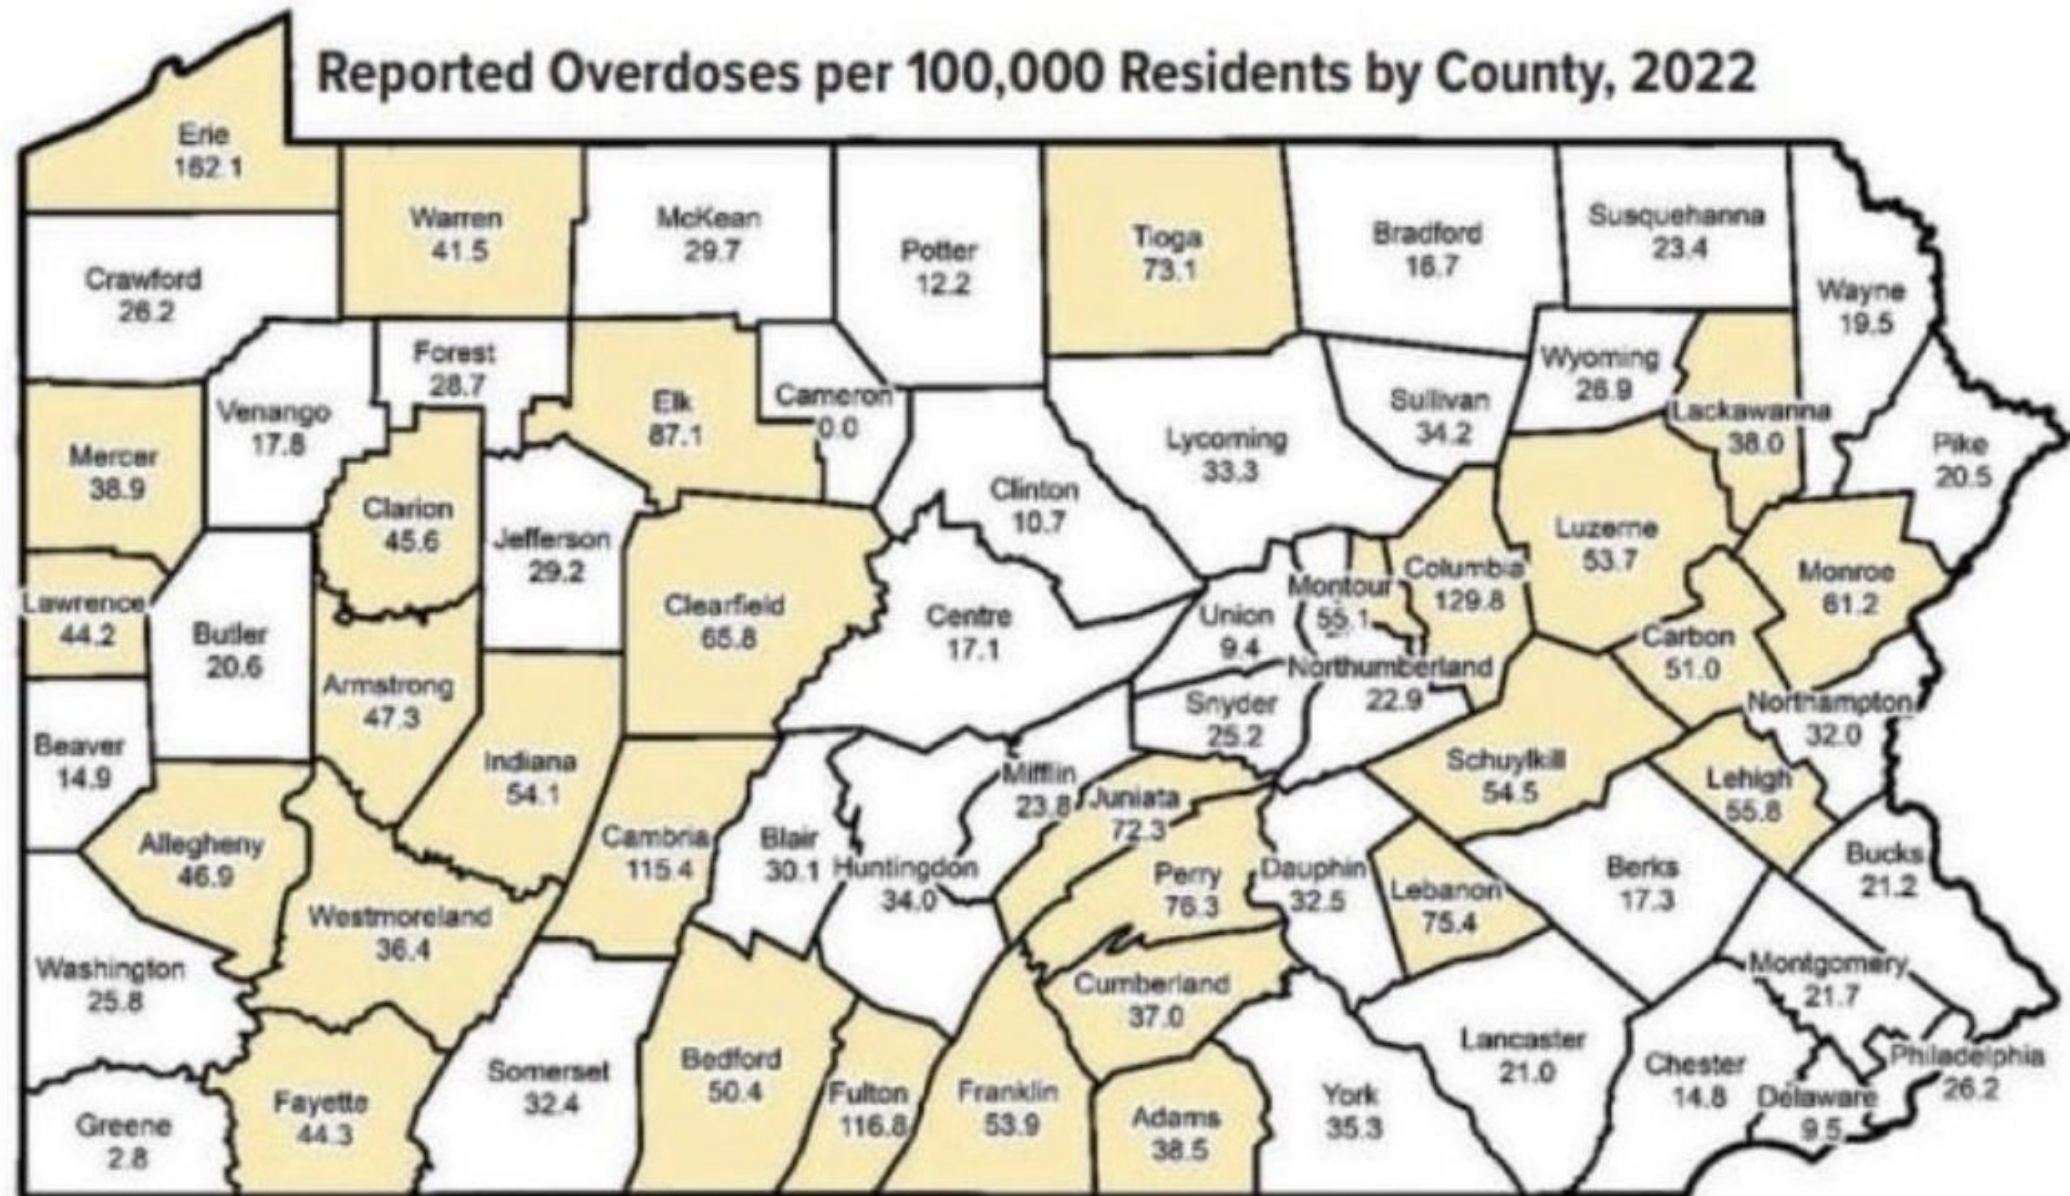 Reported Overdoses per 100,000 Residents by County, 2022
Erie
162.1
Warren
41.5
McKean
29.7
Potter
12.2
Tioga
73.1
Bradford
16.7
Susquehanna
23.4
Wayne
19.5
Crawford
26.2
Forest
28.7
Elk
87.1
Cameron
0.0
Wyoming
26.9
Sullivan
34.2
Lackawanna
38.0
Pike
20.5
Mercer
38.9
Venango
17.8
Clarion
45.6
Jefferson
29.2
Clinton
10.7
Lycoming
33.3
Luzerne
53.7
Monroe
61.2
Lawrence
44.2
Butler
20.6
Clearfield
65.8
Centre
17.1
Union
9.4
Montour
55.1
Columbia
129.8
Carbon
51.0
Armstrong
47.3
Northumberland
22.9
Snyder
25.2
Northampton
32.0
Beaver
14.9
Indiana
54.1
Mifflin
23.8
Juniata
72.3
Schuylkill
54.5
Lehigh
55.8
Allegheny
46.9
Cambria
115.4
Blair
30.1
Huntingdon
34.0
Perry
76.3
Dauphin
32.5
Lebanon
75.4
Berks
17.3
Bucks
21.2
Westmoreland
36.4
Washington
25.8
Cumberland
37.0
Montgomery
21.7
Lancaster
21.0
Chester
14.8
Philadelphia
26.2
Delaware
9.5
Greene
2.8
Fayette
44.3
Somerset
32.4
Bedford
50.4
Fulton
116.8
Franklin
53.9
Adams
38.5
York
35.3